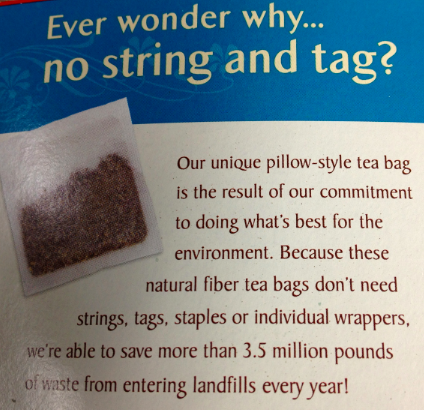 Ever wonder why...
no string and tag?
Our unique pillow-style tea bag
is the result of our commitment
to doing what's best for the
environment. Because these
natural fiber tea bags don't need
strings, tags, staples or individual wrappers,
we're able to save more than 3.5 million pounds
of waste from entering landfills every year!